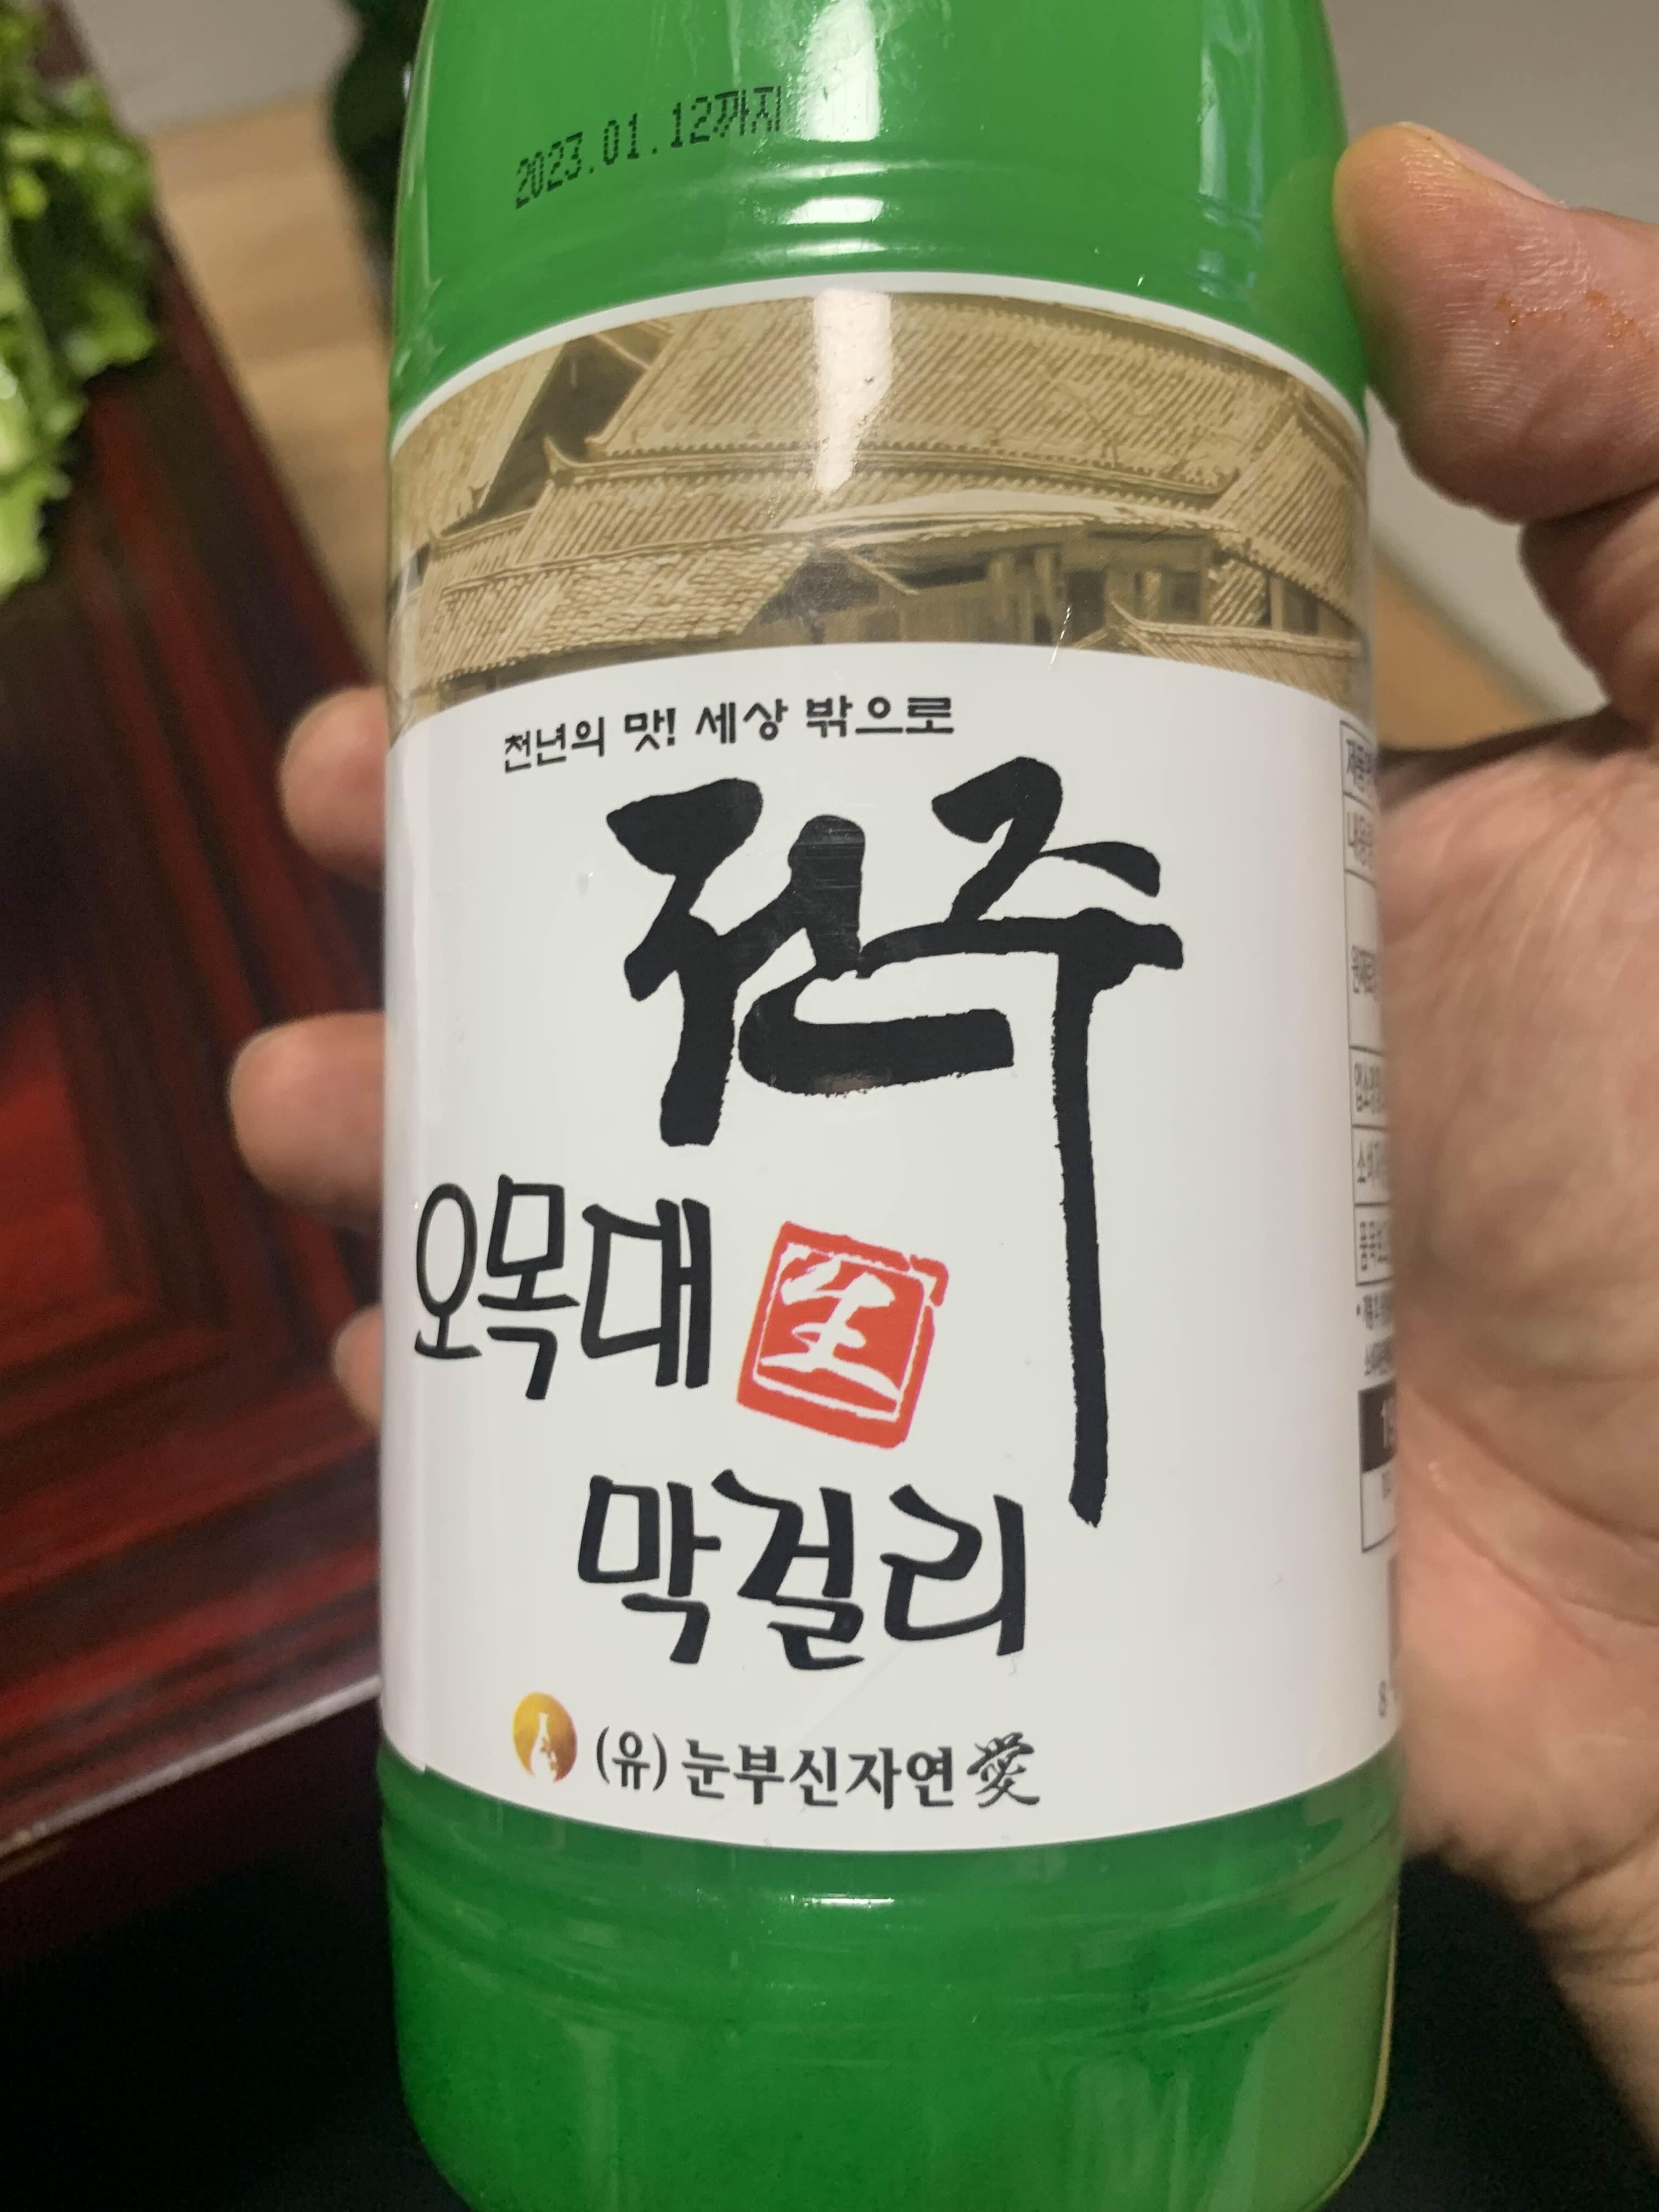 2023.01.12까지
천년의 맛! 세상 밖으로
전주
오목대 生
막걸리
(유) 눈부신자연愛